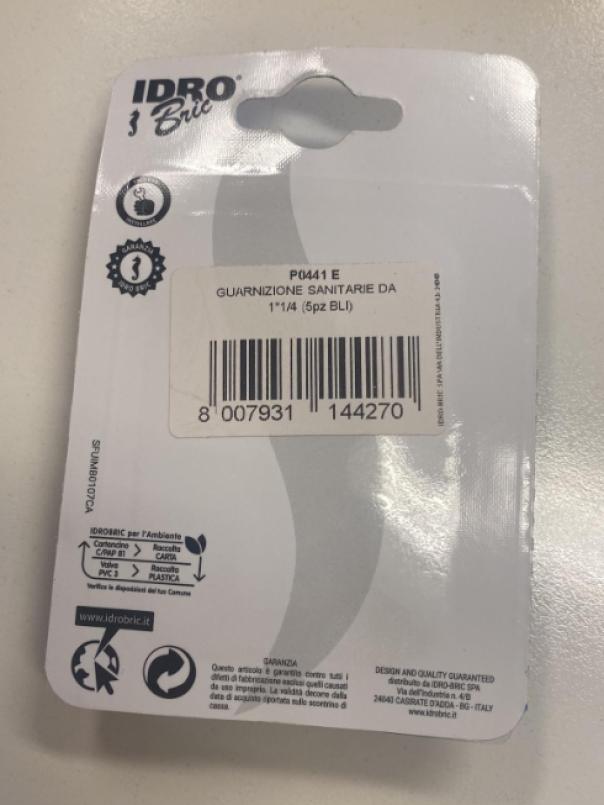 IDRO®
Bric
GARANZIA
IDRO BRIC
P0441 E
GUARNIZIONE SANITARIE DA
1"1/4 (5pz BLI)
8 007931 144270
SFUIMB0107CA
IDROBRIC per l'Ambiente
Cartoncino C/PAP 81 > Raccolta CARTA
Valva PVC 3 > Raccolta PLASTICA
Verifica le disposizioni del tuo Comune
www.idrobric.it
GARANZIA
Questo articolo è garantito contro tutti i
difetti di fabbricazione esclusi quelli causati
da uso improprio. La validità decorre dalla
data di acquisto riportata sullo scontrino di
cassa.
DESIGN AND QUALITY GUARANTEED
distribuito da IDRO-BRIC SPA
Via dell'industria n. 4/B
24040 CASIRATE D'ADDA - BG - ITALY
www.idrobric.it